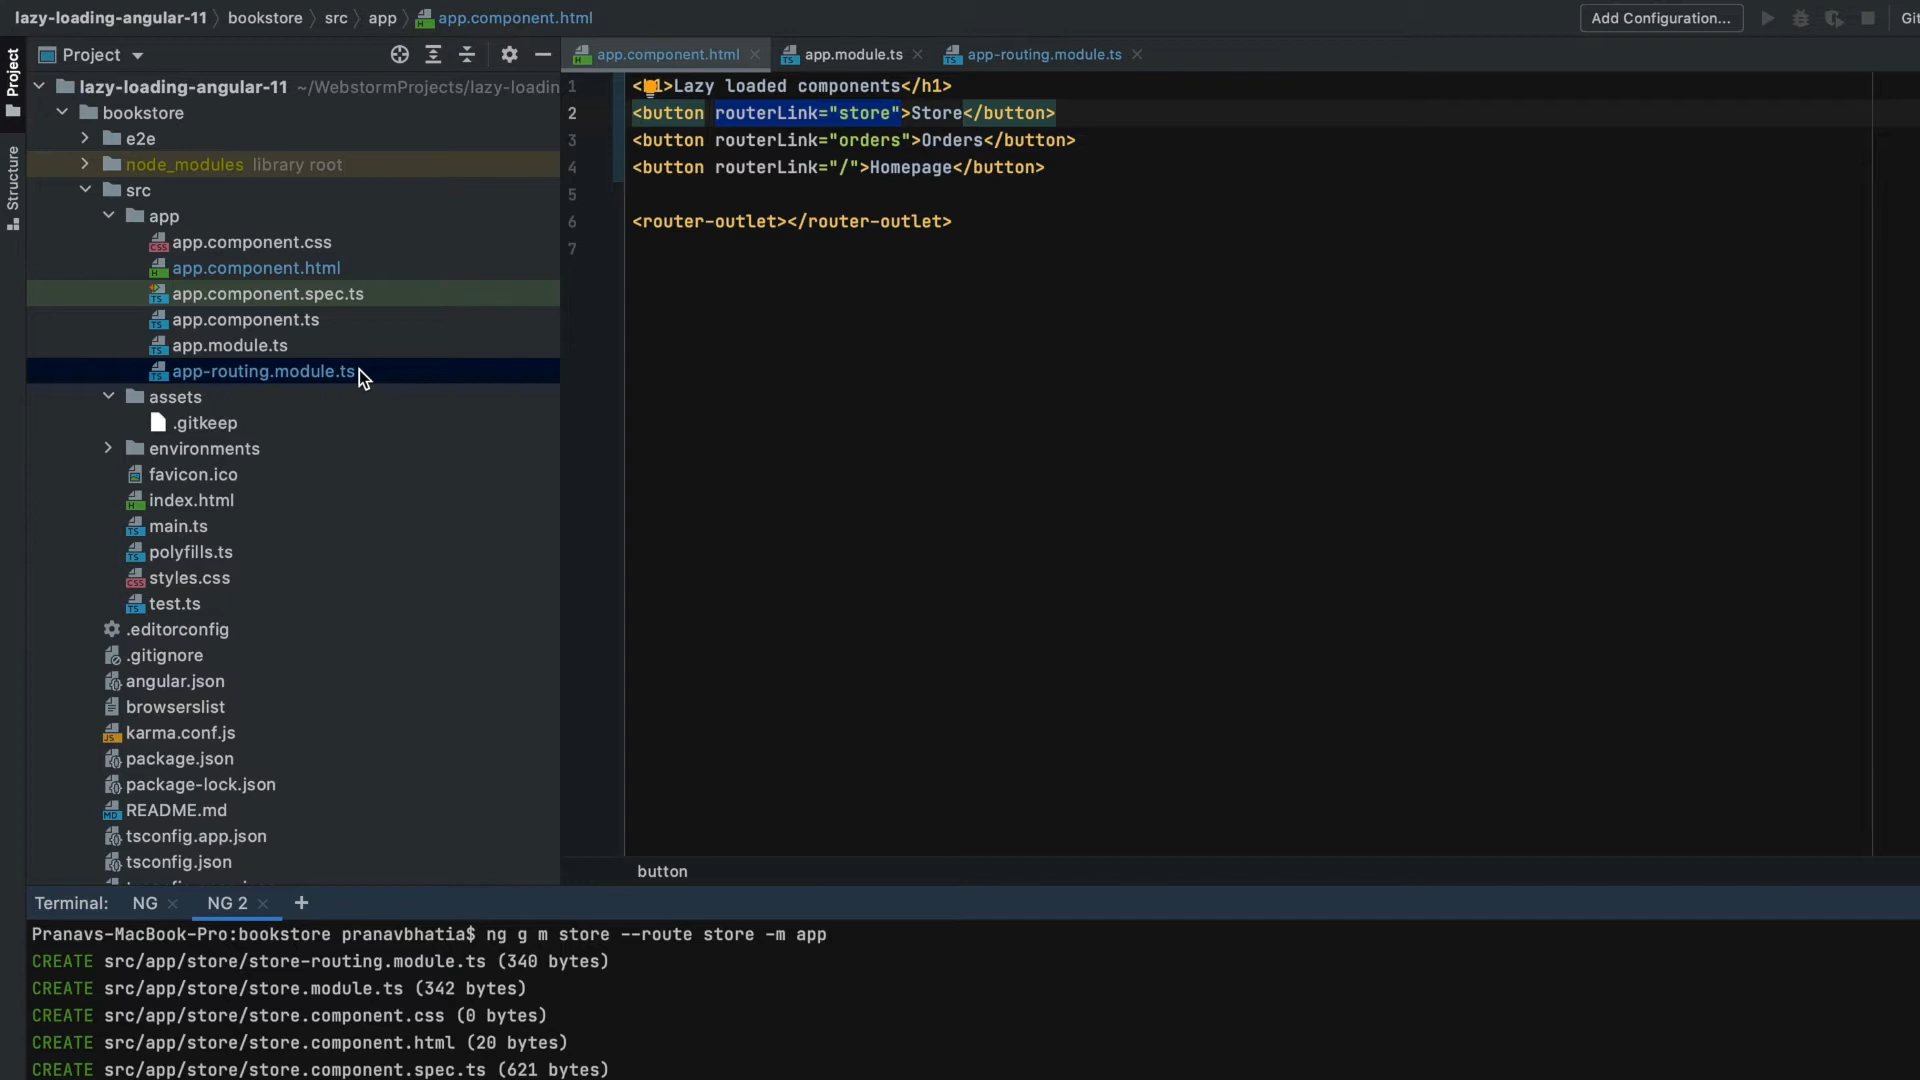 lazy-loading-angular-11 〉 bookstore 〉 src 〉 app 〉 app.component.html
Add Configuration...
Git
Project
Project
Structure
app.component.html
app.module.ts
app-routing.module.ts
lazy-loading-angular-11 ~/WebstormProjects/lazy-loadin
bookstore
e2e
node_modules library root
src
app
app.component.css
app.component.html
app.component.spec.ts
app.component.ts
app.module.ts
app-routing.module.ts
assets
.gitkeep
environments
favicon.ico
index.html
main.ts
polyfills.ts
styles.css
test.ts
.editorconfig
.gitignore
angular.json
browserslist
karma.conf.js
package.json
package-lock.json
README.md
tsconfig.app.json
tsconfig.json
1 <h1>Lazy loaded components</h1>
2 <button routerLink="store">Store</button>
3 <button routerLink="orders">Orders</button>
4 <button routerLink="/">Homepage</button>
5
6 <router-outlet></router-outlet>
7
button
Terminal: NG NG 2
Pranavs-MacBook-Pro:bookstore pranavbhatia$ ng g m store --route store -m app
CREATE src/app/store/store-routing.module.ts (340 bytes)
CREATE src/app/store/store.module.ts (342 bytes)
CREATE src/app/store/store.component.css (0 bytes)
CREATE src/app/store/store.component.html (20 bytes)
CREATE src/app/store/store.component.spec.ts (621 bytes)